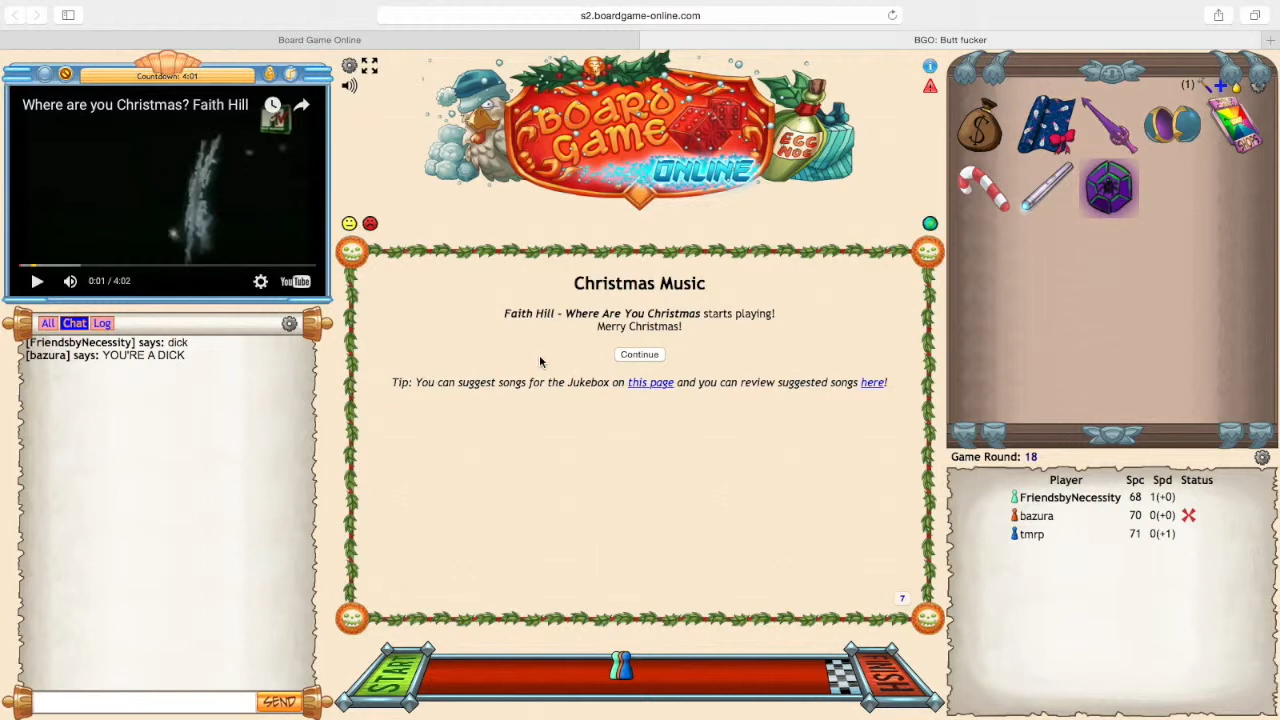 s2.boardgame-online.com
Board Game Online
BGO: Butt fucker
Countdown: 4:01
Where are you Christmas? Faith Hill
0:01 / 4:02
YouTube
All Chat Log
[FriendsbyNecessity] says: dick
[bazura] says: YOU'RE A DICK
SEND
BOARD GAME ONLINE
EGG NOG
Christmas Music
Faith Hill - Where Are You Christmas starts playing!
Merry Christmas!
Continue
Tip: You can suggest songs for the Jukebox on this page and you can review suggested songs here!
7
START
FINISH
(1)
Game Round: 18
Player Spc Spd Status
FriendsbyNecessity 68 1(+0)
bazura 70 0(+0)
tmrp 71 0(+1)